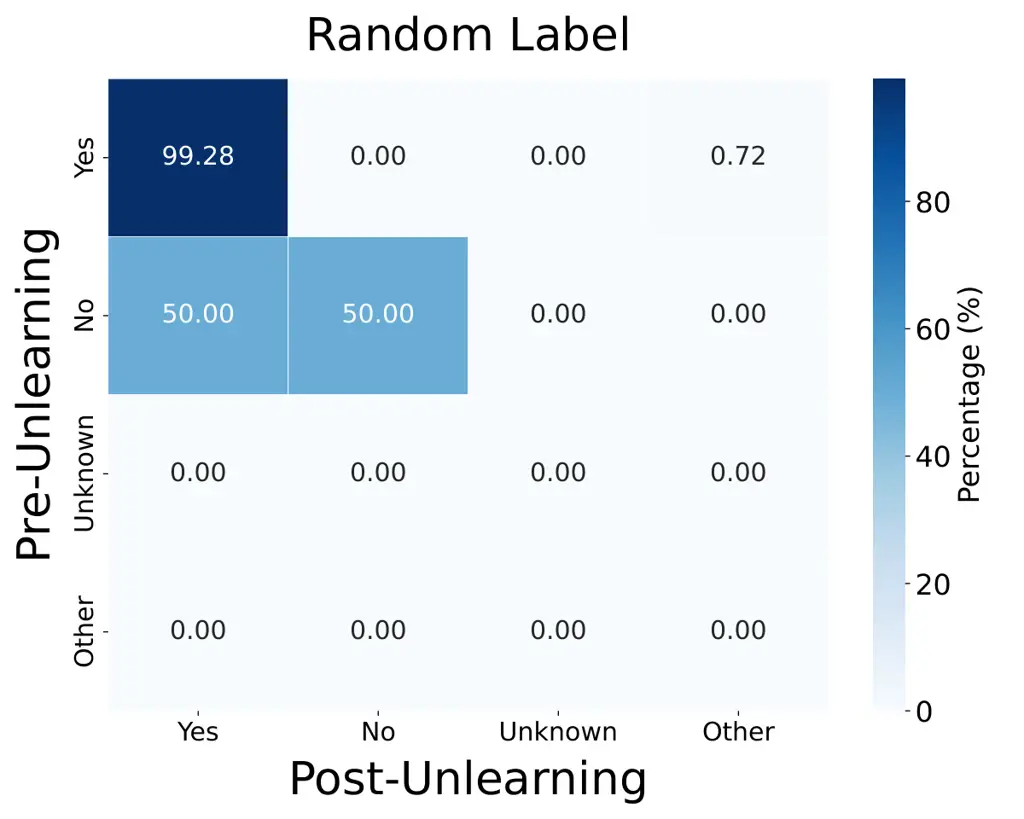 Random Label
Pre-Unlearning
Yes 99.28 0.00 0.00 0.72
No 50.00 50.00 0.00 0.00
Unknown 0.00 0.00 0.00 0.00
Other 0.00 0.00 0.00 0.00
Yes No Unknown Other
Post-Unlearning
80
60
40
20
0
Percentage (%)